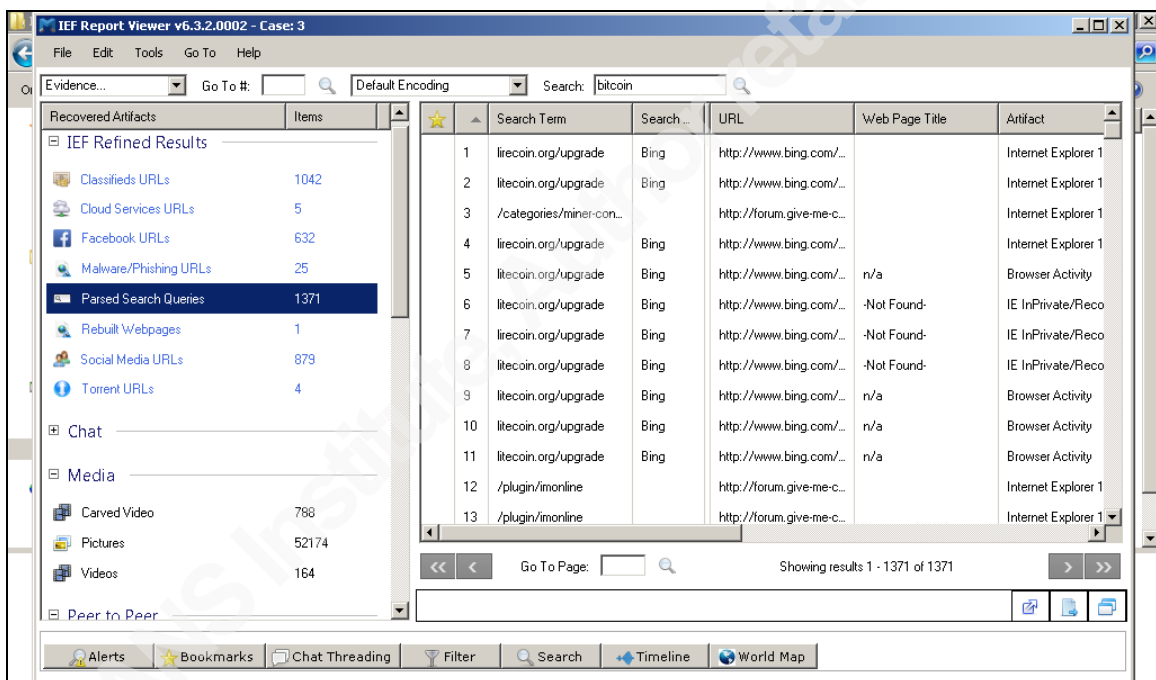 IEF Report Viewer v6.3.2.0002 - Case: 3
File Edit Tools Go To Help
Evidence... Go To #: Default Encoding Search: bitcoin
Recovered Artifacts Items
Search Term Search ... URL Web Page Title Artifact
IEF Refined Results
Classifieds URLs 1042
Cloud Services URLs 5
Facebook URLs 632
Malware/Phishing URLs 25
Parsed Search Queries 1371
Rebuilt Webpages 1
Social Media URLs 879
Torrent URLs 4
Chat
Media
Carved Video 788
Pictures 52174
Videos 164
Peer to Peer
1 lirecoin.org/upgrade Bing http://www.bing.com/... Internet Explorer 1
2 litecoin.org/upgrade Bing http://www.bing.com/... Internet Explorer 1
3 /categories/miner-con... http://forum.give-me-c... Internet Explorer 1
4 lirecoin.org/upgrade Bing http://www.bing.com/... Internet Explorer 1
5 litecoin.org/upgrade Bing http://www.bing.com/... n/a Browser Activity
6 litecoin.org/upgrade Bing http://www.bing.com/... -Not Found- IE InPrivate/Reco
7 lirecoin.org/upgrade Bing http://www.bing.com/... -Not Found- IE InPrivate/Reco
8 litecoin.org/upgrade Bing http://www.bing.com/... -Not Found- IE InPrivate/Reco
9 litecoin.org/upgrade Bing http://www.bing.com/... n/a Browser Activity
10 litecoin.org/upgrade Bing http://www.bing.com/... n/a Browser Activity
11 litecoin.org/upgrade Bing http://www.bing.com/... n/a Browser Activity
12 /plugin/imonline http://forum.give-me-c... Internet Explorer 1
13 /plugin/imonline http://forum.give-me-c... Internet Explorer 1
<< < Go To Page: Showing results 1 - 1371 of 1371 > >>
Alerts Bookmarks Chat Threading Filter Search Timeline World Map